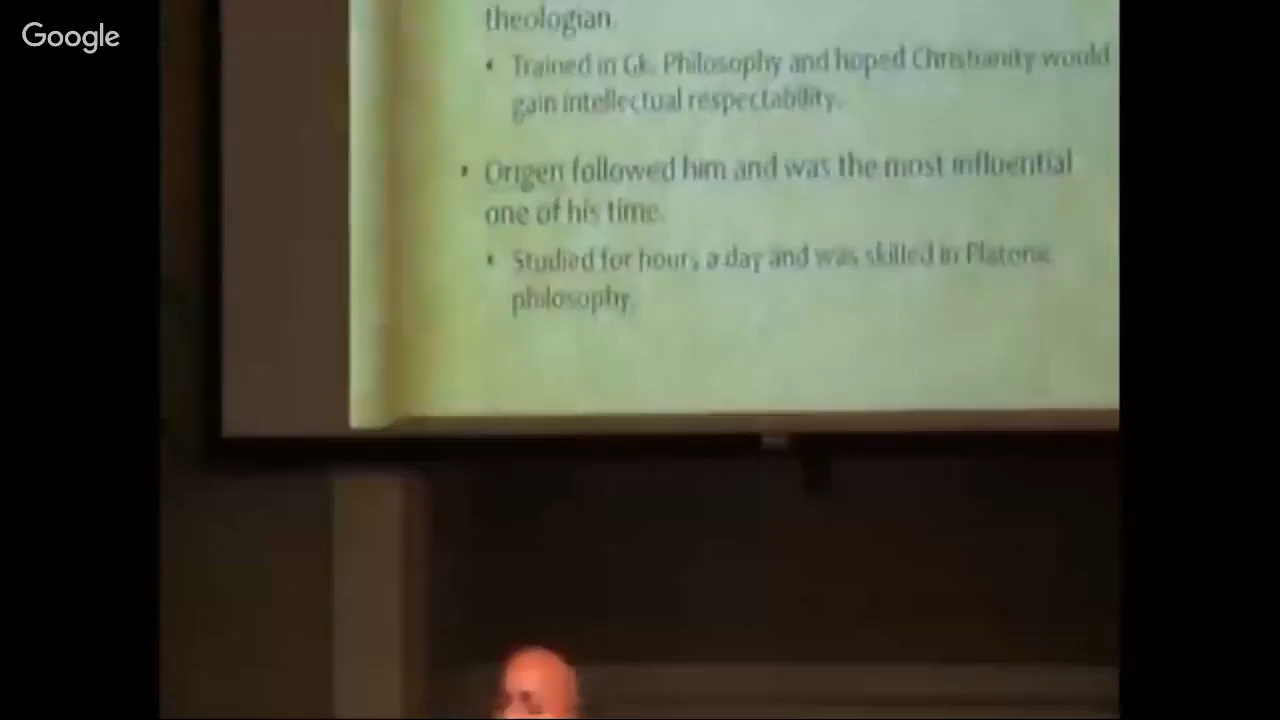 Google
theologian.
• Trained in Gk. Philosophy and hoped Christianity would
gain intellectual respectability.
• Origen followed him and was the most influential
one of his time.
• Studied for hours a day and was skilled in Platonic
philosophy.